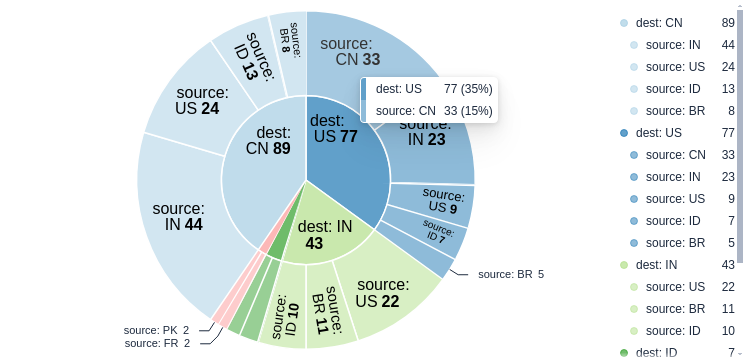 source:
CN 33
source:
BR 8
source:
ID 13
source:
US 24
dest: US 77 (35%)
source: CN 33 (15%)
dest:
US 77
dest:
CN 89
source:
IN 23
source:
IN 44
source:
US 9
source:
ID 7
dest: IN
43
source: BR 5
source:
US 22
source:
BR 11
source:
ID 10
source: PK 2
source: FR 2
dest: CN 89
source: IN 44
source: US 24
source: ID 13
source: BR 8
dest: US 77
source: CN 33
source: IN 23
source: US 9
source: ID 7
source: BR 5
dest: IN 43
source: US 22
source: BR 11
source: ID 10
dest: ID 7